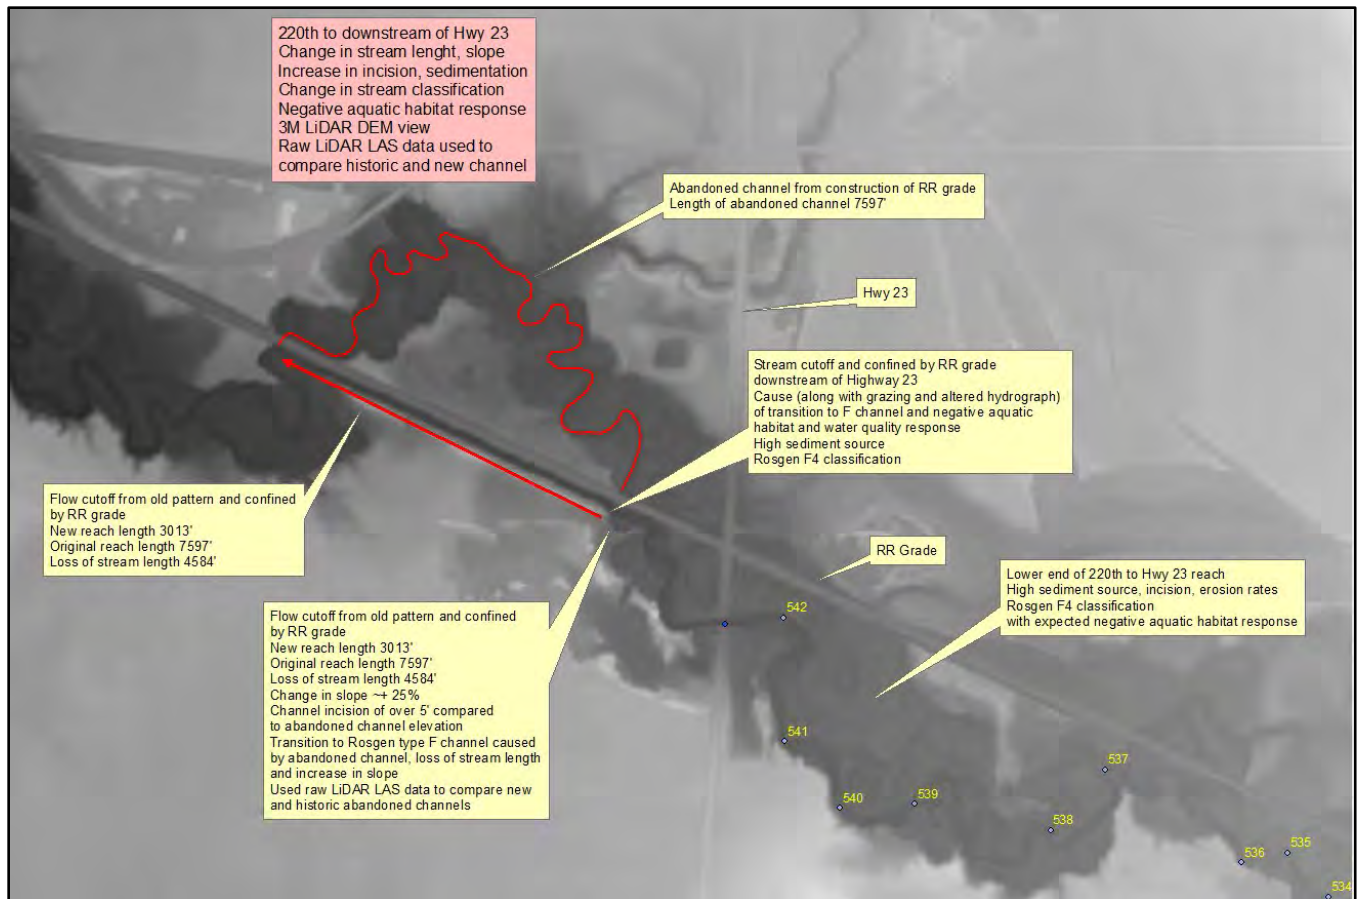 220th to downstream of Hwy 23
Change in stream lenght, slope
Increase in incision, sedimentation
Change in stream classification
Negative aquatic habitat response
3M LiDAR DEM view
Raw LiDAR LAS data used to
compare historic and new channel
Abandoned channel from construction of RR grade
Length of abandoned channel 7597'
Hwy 23
Stream cutoff and confined by RR grade
downstream of Highway 23
Cause (along with grazing and altered hydrograph)
of transition to F channel and negative aquatic
habitat and water quality response
High sediment source
Rosgen F4 classification
Flow cutoff from old pattern and confined
by RR grade
New reach length 3013'
Original reach length 7597'
Loss of stream length 4584'
RR Grade
Lower end of 220th to Hwy 23 reach
High sediment source, incision, erosion rates
Rosgen F4 classification
with expected negative aquatic habitat response
Flow cutoff from old pattern and confined
by RR grade
New reach length 3013'
Original reach length 7597'
Loss of stream length 4584'
Change in slope ~+ 25%
Channel incision of over 5' compared
to abandoned channel elevation
Transition to Rosgen type F channel caused
by abandoned channel, loss of stream length
and increase in slope
Used raw LiDAR LAS data to compare new
and historic abandoned channels
542
541
540
539
538
537
536
535
534